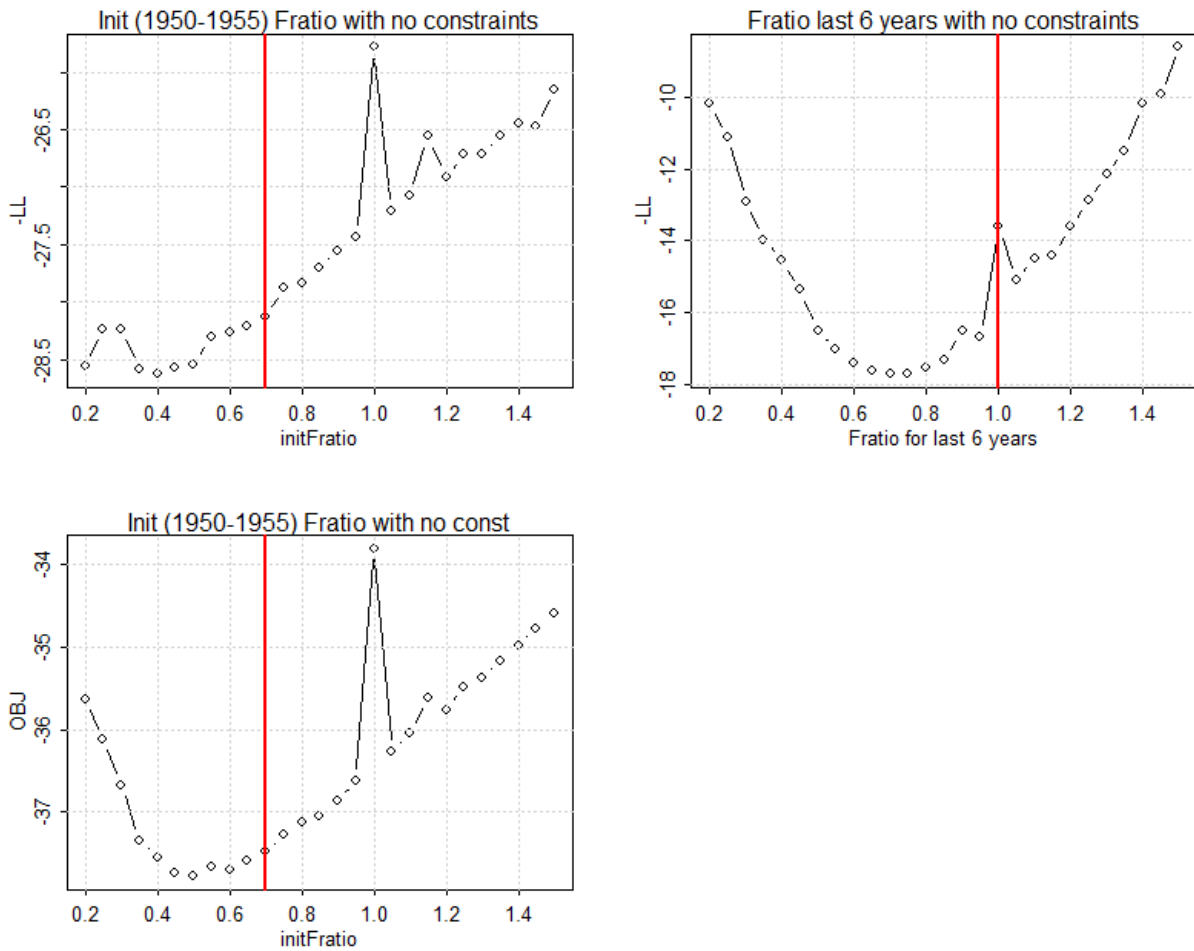 Init (1950-1955) Fratio with no constraints
-LL
-26.5
-27.5
-28.5
0.2 0.4 0.6 0.8 1.0 1.2 1.4
initFratio
Fratio last 6 years with no constraints
-LL
-10
-12
-14
-16
-18
0.2 0.4 0.6 0.8 1.0 1.2 1.4
Fratio for last 6 years
Init (1950-1955) Fratio with no const
OBJ
-34
-35
-36
-37
0.2 0.4 0.6 0.8 1.0 1.2 1.4
initFratio